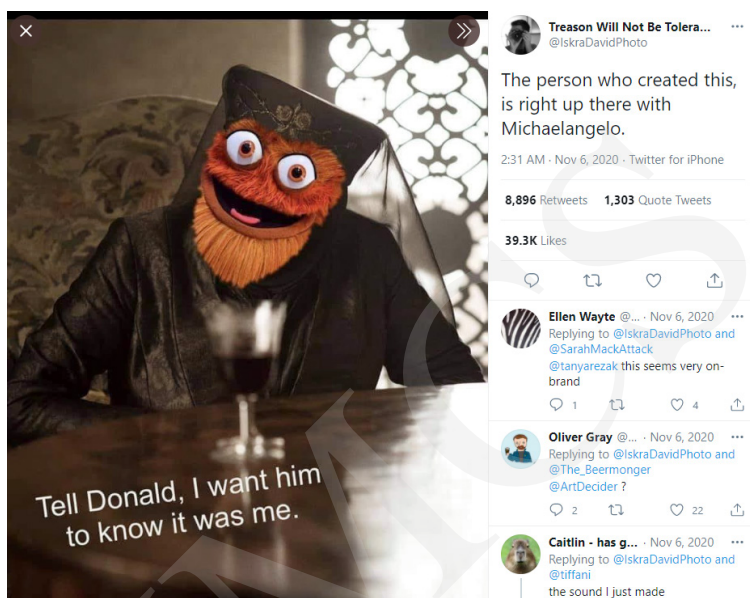 Tell Donald, I want him
to know it was me.
Treason Will Not Be Tolera...
@IskraDavidPhoto
The person who created this,
is right up there with
Michaelangelo.
2:31 AM · Nov 6, 2020 · Twitter for iPhone
8,896 Retweets 1,303 Quote Tweets
39.3K Likes
Ellen Wayte @... · Nov 6, 2020
Replying to @IskraDavidPhoto and
@SarahMackAttack
@tanyarezak this seems very on-
brand
1 4
Oliver Gray @... · Nov 6, 2020
Replying to @IskraDavidPhoto and
@The_Beermonger
@ArtDecider ?
2 22
Caitlin - has g... · Nov 6, 2020
Replying to @IskraDavidPhoto and
@tiffani
the sound I just made